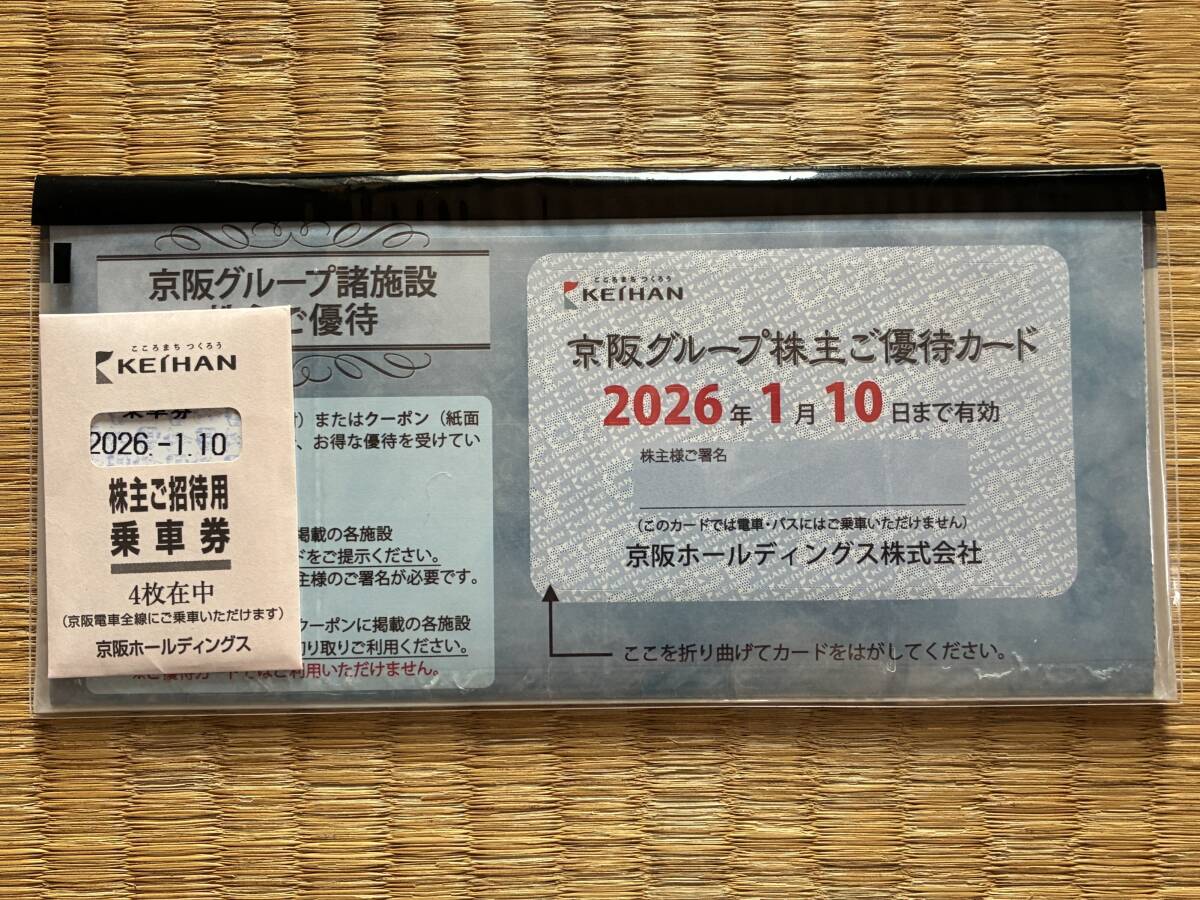 京阪グループ諸施設
ご優待
またはクーポン（紙面
、お得な優待を受けてい
掲載の各施設
ドをご提示ください。
主様のご署名が必要です。
クーポンに掲載の各施設
り取りご利用ください。
利用いただけません。
こころまち つくろう
KEIHAN
乗車券
2026.-1.10
株主ご招待用
乗車券
4枚在中
（京阪電車全線にご乗車いただけます）
京阪ホールディングス
こころまち つくろう
KEIHAN
京阪グループ株主ご優待カード
2026年1月10日まで有効
株主様ご署名
（このカードでは電車・バスにはご乗車いただけません）
京阪ホールディングス株式会社
ここを折り曲げてカードをはがしてください。